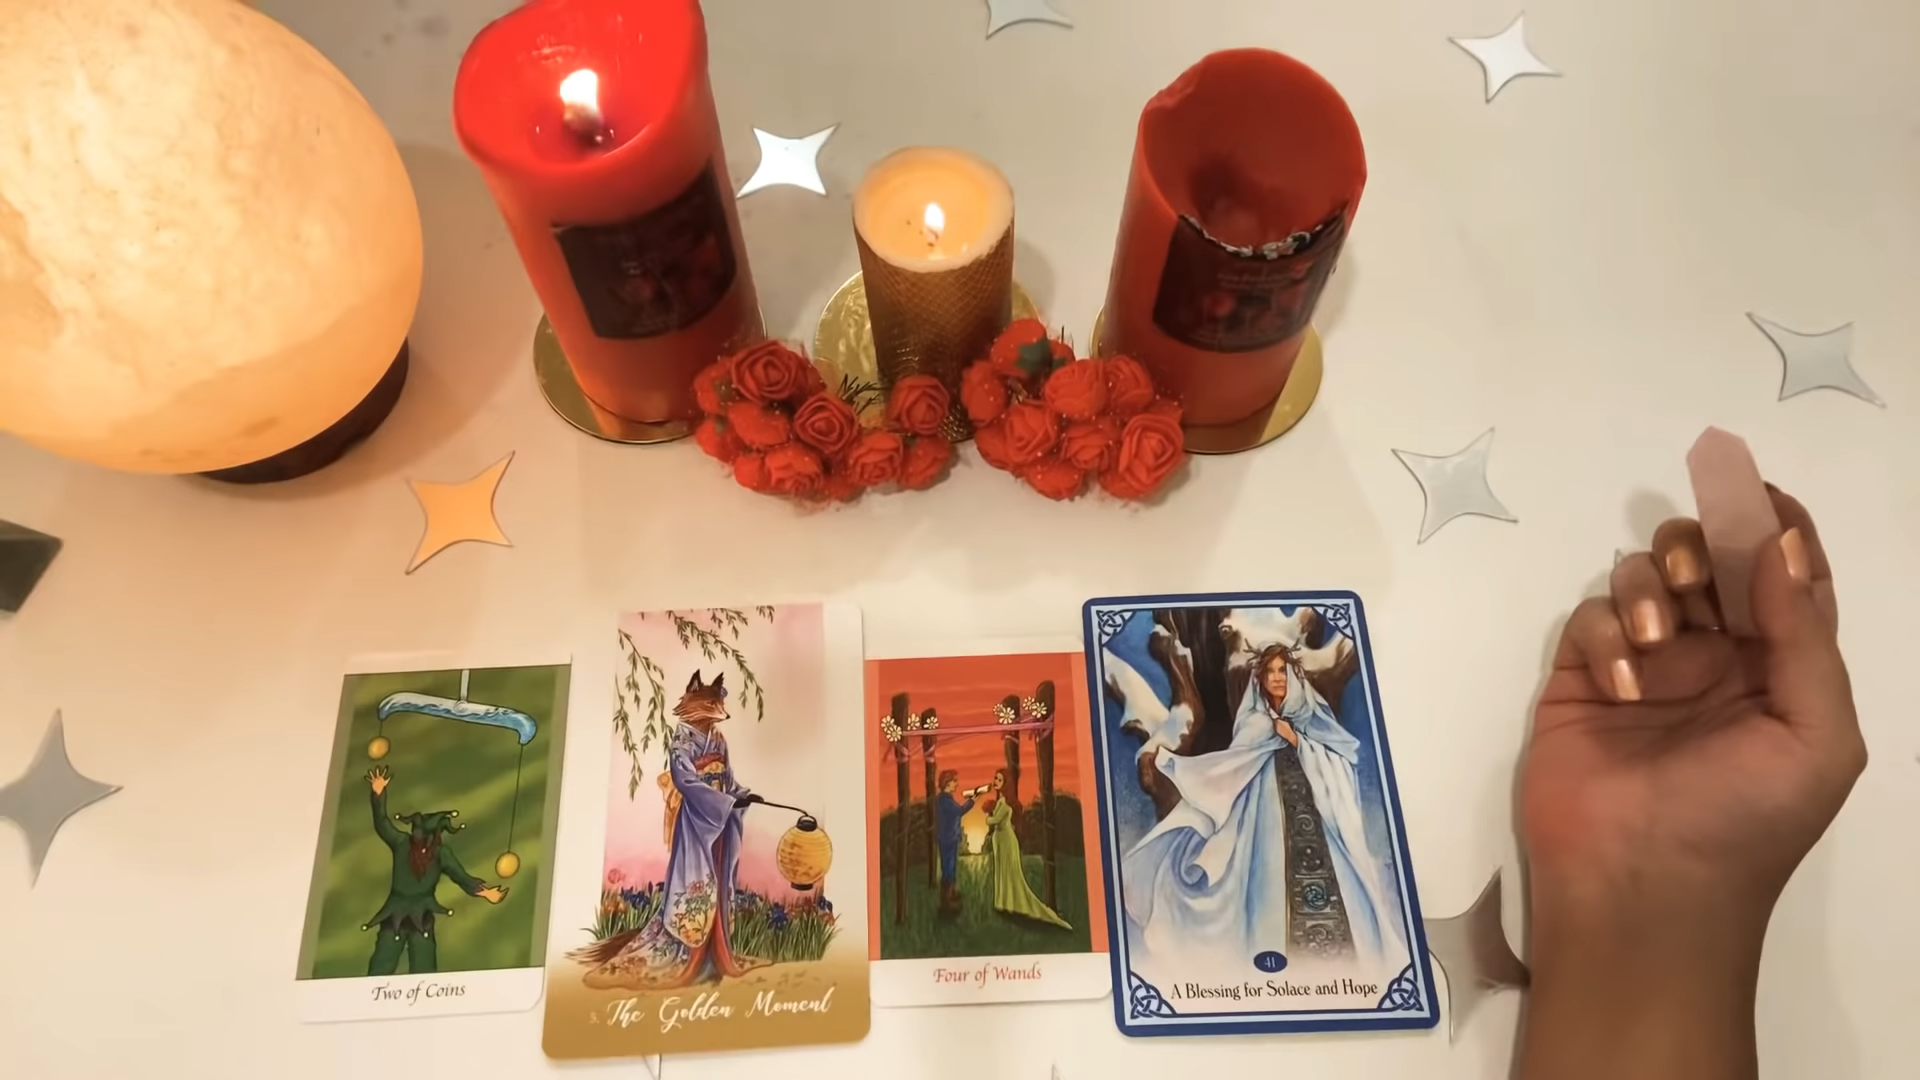 Two of Coins
5. The Golden Moment
Four of Wands
41
A Blessing for Solace and Hope